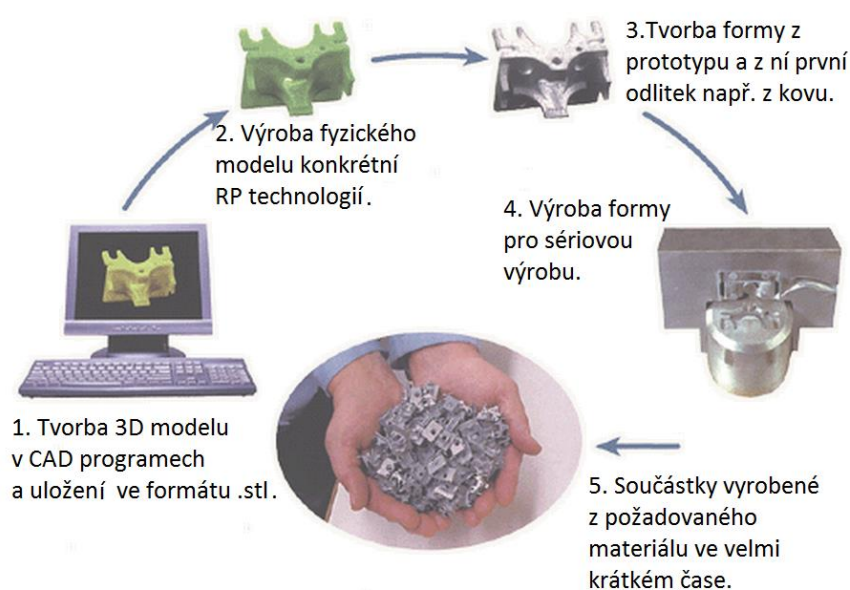 1. Tvorba 3D modelu
v CAD programech
a uložení ve formátu .stl.
2. Výroba fyzického
modelu konkrétní
RP technologií.
3.Tvorba formy z
prototypu a z ní první
odlitek např. z kovu.
4. Výroba formy
pro sériovou
výrobu.
5. Součástky vyrobené
z požadovaného
materiálu ve velmi
krátkém čase.